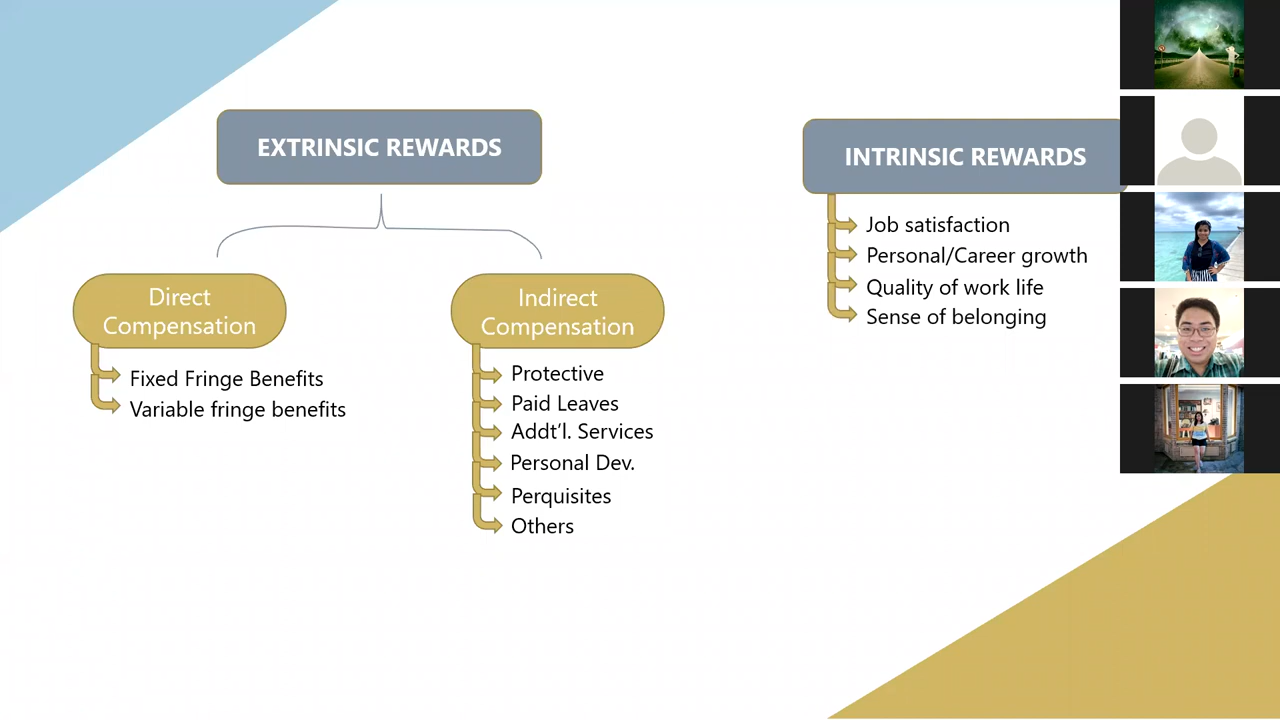 EXTRINSIC REWARDS
Direct
Compensation
Fixed Fringe Benefits
Variable fringe benefits
Indirect
Compensation
Protective
Paid Leaves
Addt'l. Services
Personal Dev.
Perquisites
Others
INTRINSIC REWARDS
Job satisfaction
Personal/Career growth
Quality of work life
Sense of belonging